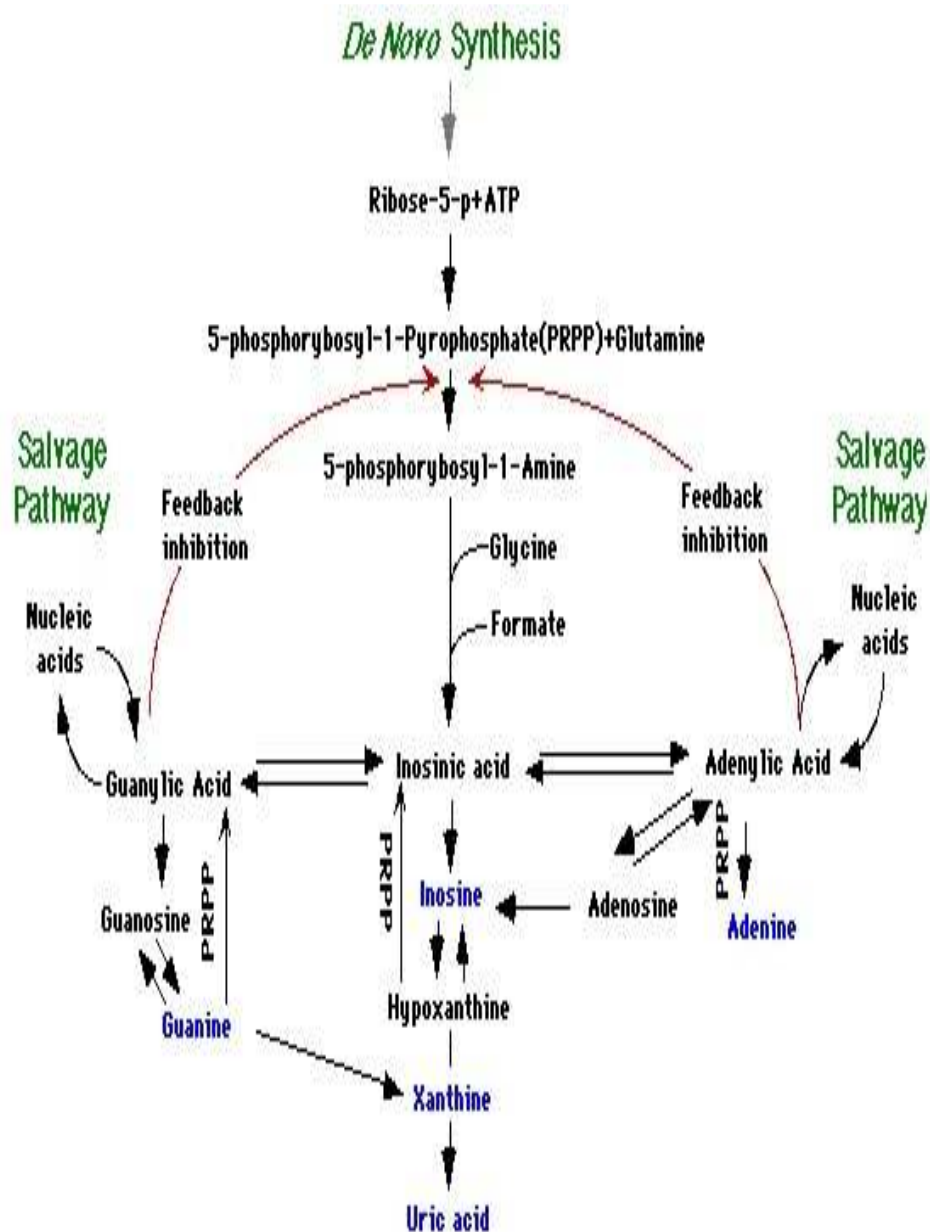 De Novo Synthesis
Ribose-5-p+ATP
5-phosphorybosyl-1-Pyrophosphate(PRPP)+Glutamine
Salvage
Pathway
5-phosphorybosyl-1-Amine
Salvage
Pathway
Feedback
inhibition
Feedback
inhibition
Glycine
Nucleic
acids
Formate
Nucleic
acids
Guanylic Acid
Inosinic acid
Adenylic Acid
PRPP
PRPP
PRPP
Guanosine
Inosine
Adenosine
Adenine
Guanine
Hypoxanthine
Xanthine
Uric acid